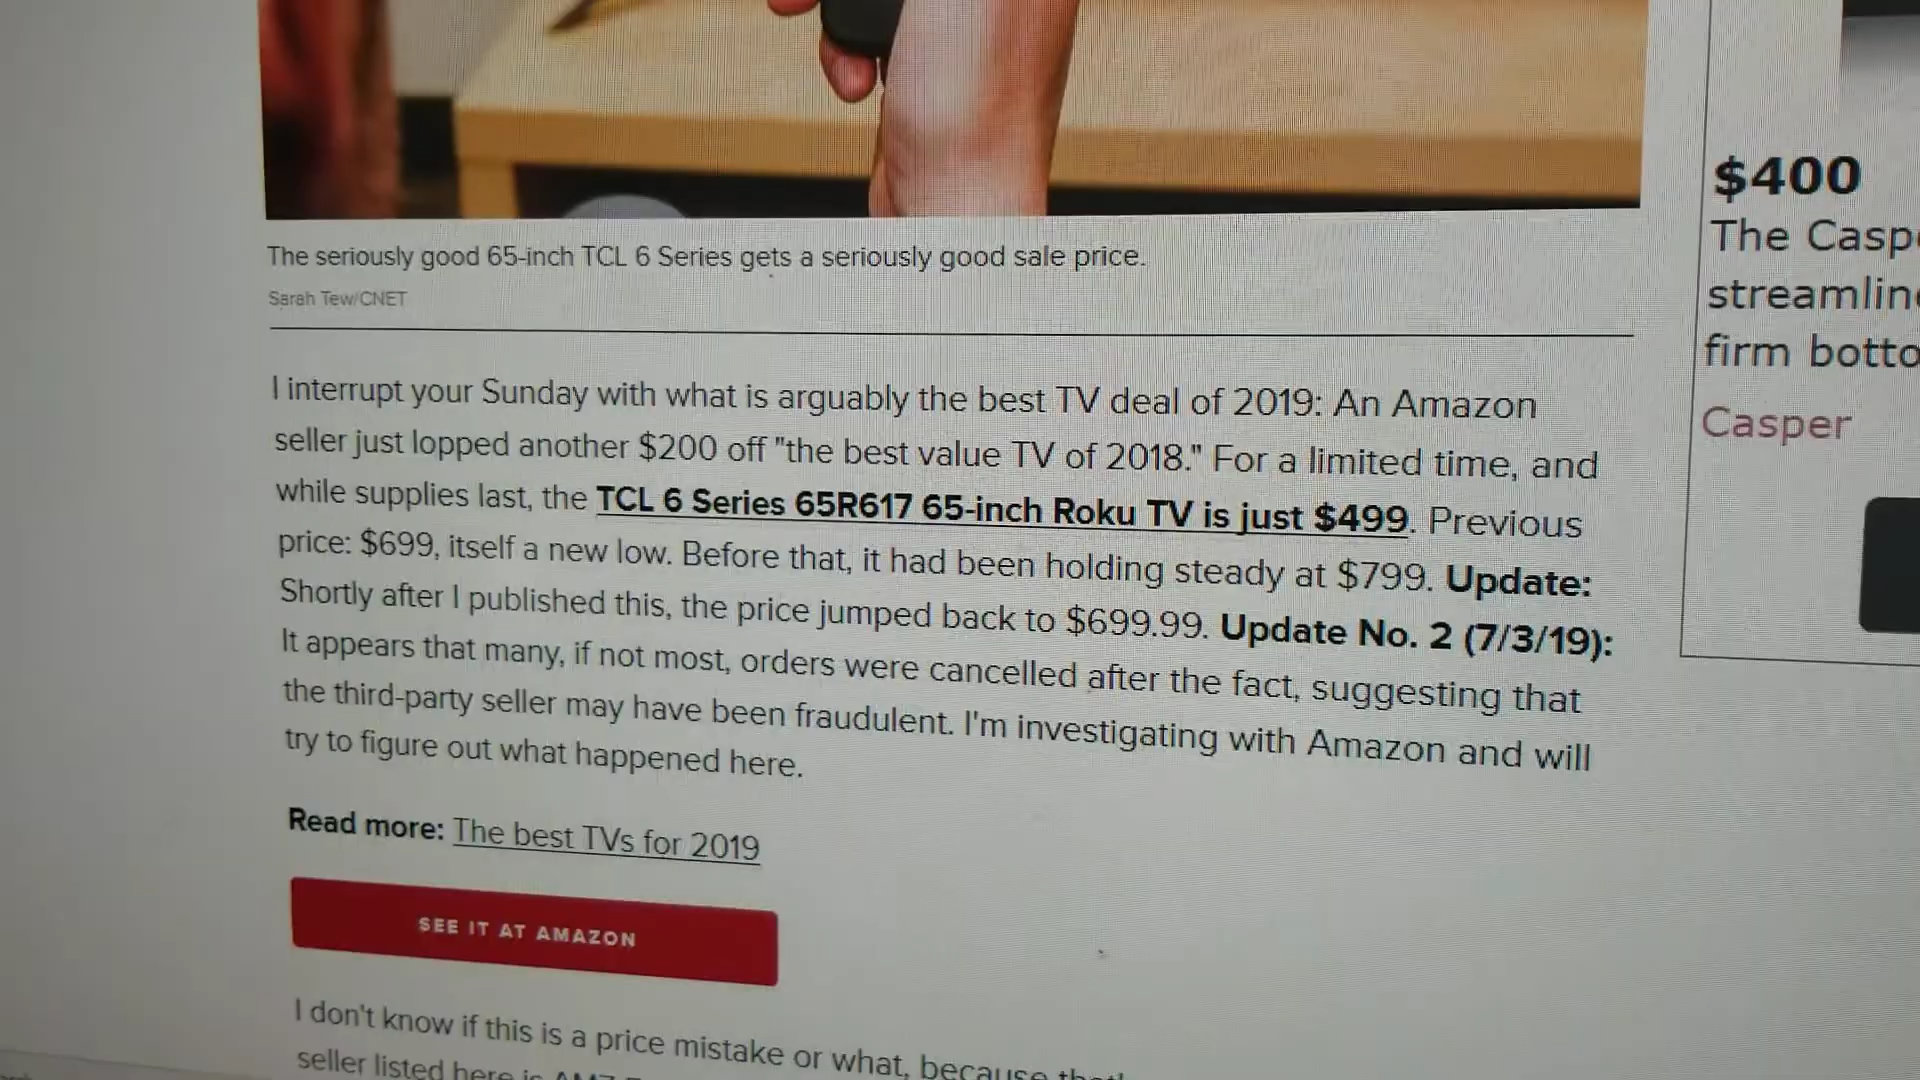 The seriously good 65-inch TCL 6 Series gets a seriously good sale price.
Sarah Tew/CNET
I interrupt your Sunday with what is arguably the best TV deal of 2019: An Amazon
seller just lopped another $200 off "the best value TV of 2018." For a limited time, and
while supplies last, the TCL 6 Series 65R617 65-inch Roku TV is just $499. Previous
price: $699, itself a new low. Before that, it had been holding steady at $799. Update:
Shortly after I published this, the price jumped back to $699.99. Update No. 2 (7/3/19):
It appears that many, if not most, orders were cancelled after the fact, suggesting that
the third-party seller may have been fraudulent. I'm investigating with Amazon and will
try to figure out what happened here.
Read more: The best TVs for 2019
SEE IT AT AMAZON
I don't know if this is a price mistake or what, because
seller listed here is
$400
The Casp
streamlin
firm botto
Casper